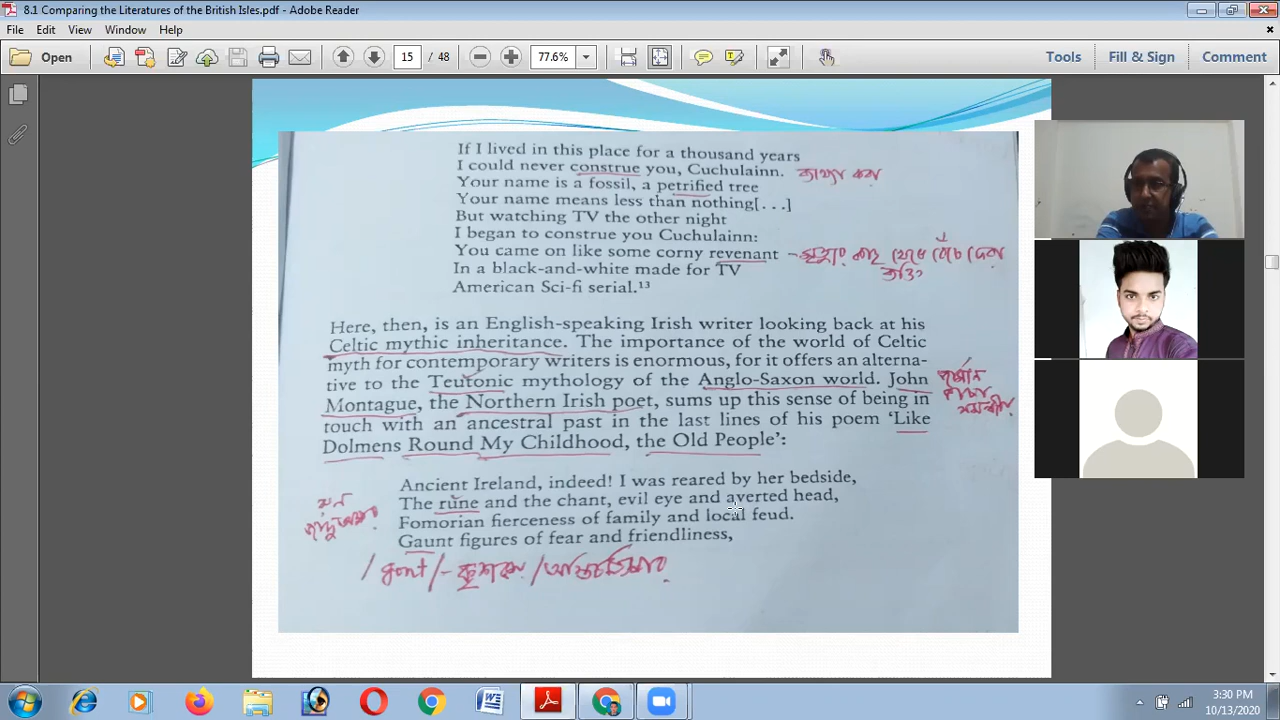 8.1 Comparing the Literatures of the British Isles.pdf - Adobe Reader
File Edit View Window Help
Open 15 / 48 77.6% Tools Fill & Sign Comment
If I lived in this place for a thousand years
I could never construe you, Cuchulainn. ব্যাখ্যা করা
Your name is a fossil, a petrified tree
Your name means less than nothing[...]
But watching TV the other night
I began to construe you Cuchulainn:
You came on like some corny revenant - মৃত্যুর কাছ থেকে বেঁচে ফেরা
In a black-and-white made for TV
American Sci-fi serial.¹³
Here, then, is an English-speaking Irish writer looking back at his
Celtic mythic inheritance. The importance of the world of Celtic
myth for contemporary writers is enormous, for it offers an alterna-
tive to the Teutonic mythology of the Anglo-Saxon world. John
Montague, the Northern Irish poet, sums up this sense of being in
touch with an ancestral past in the last lines of his poem 'Like
Dolmens Round My Childhood, the Old People':
Ancient Ireland, indeed! I was reared by her bedside,
The rune and the chant, evil eye and averted head,
Fomorian fierceness of family and local feud.
Gaunt figures of fear and friendliness,
/gont/-
3:30 PM
10/13/2020